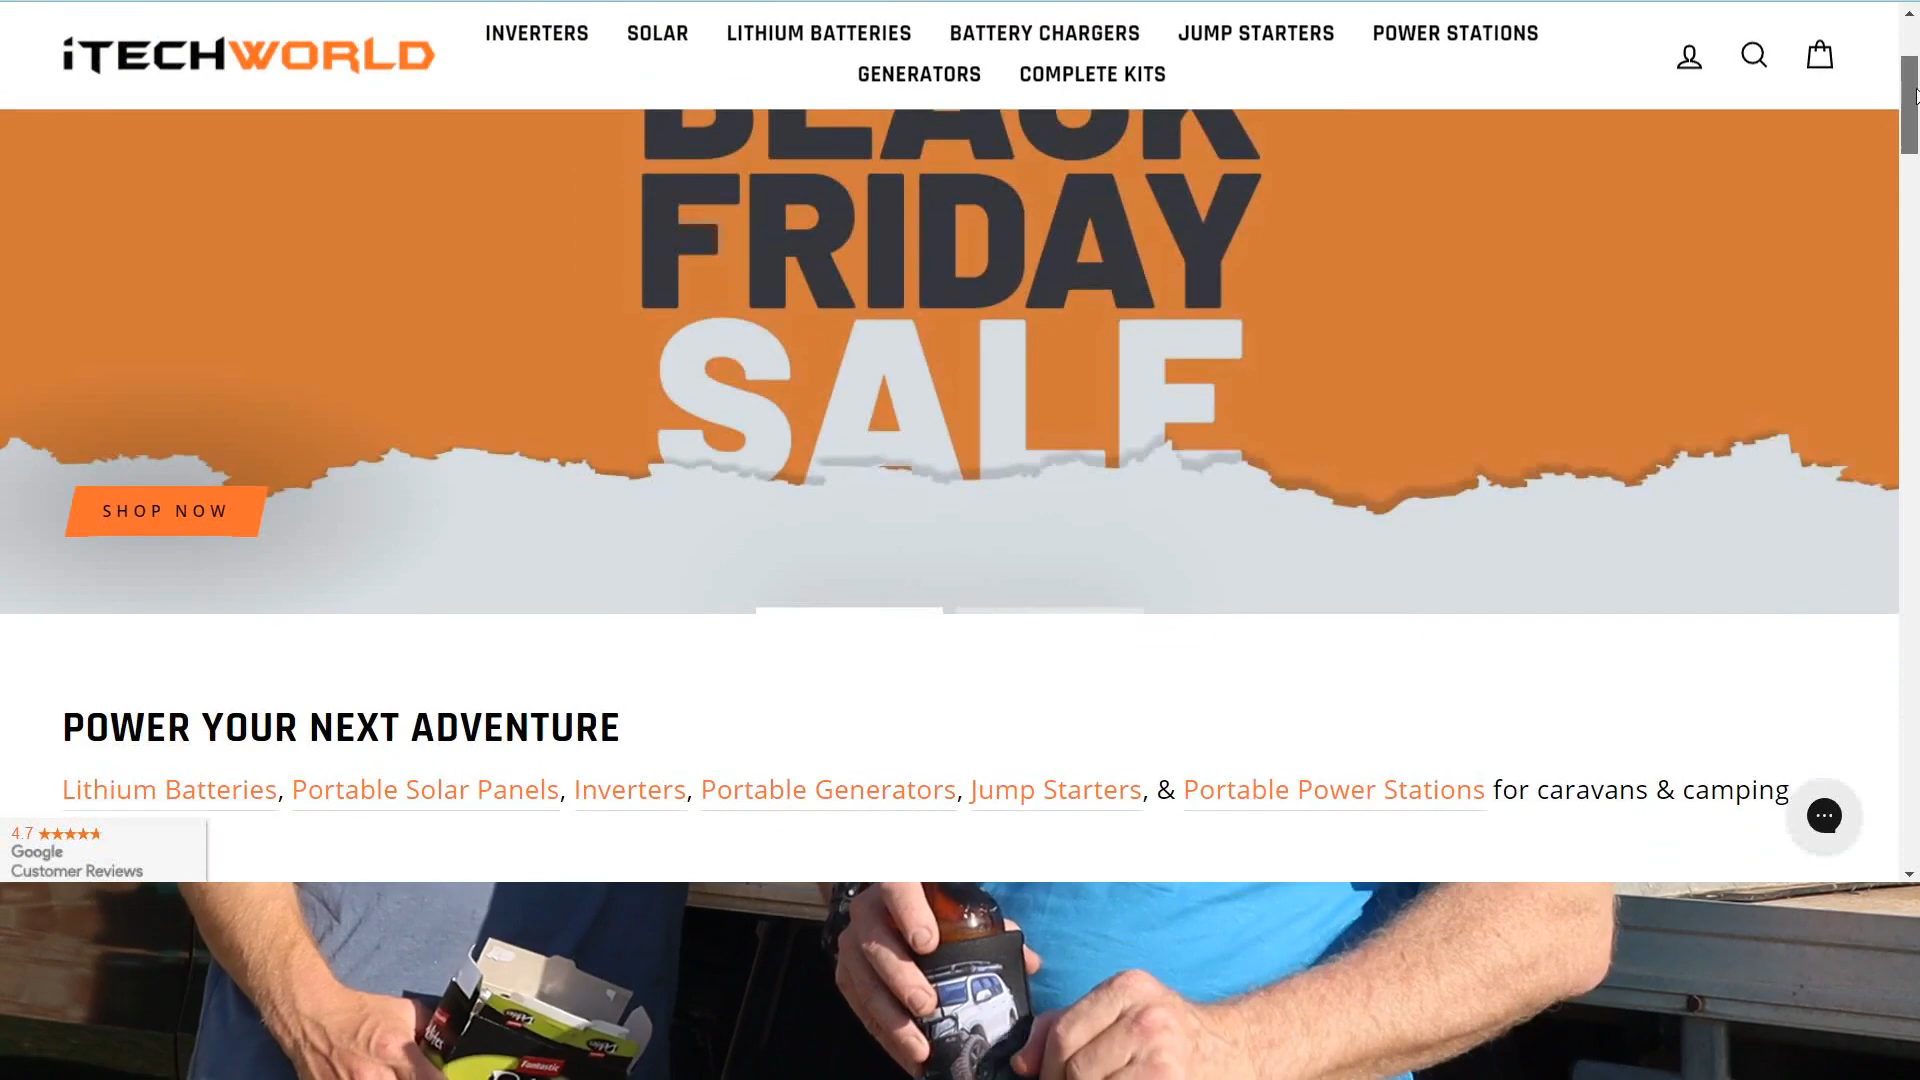 iTECHWORLD
INVERTERS SOLAR LITHIUM BATTERIES BATTERY CHARGERS JUMP STARTERS POWER STATIONS
GENERATORS COMPLETE KITS
BLACK
FRIDAY
SALE
SHOP NOW
POWER YOUR NEXT ADVENTURE
Lithium Batteries, Portable Solar Panels, Inverters, Portable Generators, Jump Starters, & Portable Power Stations for caravans & camping
4.7
Google
Customer Reviews
Fantastic